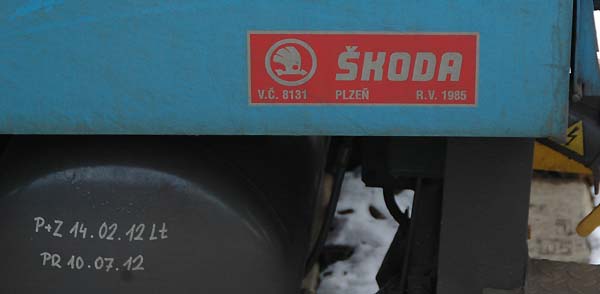 ŠKODA
V.Č. 8131 PLZEŇ R.V. 1985
P+Z 14.02.12 Lt
PR 10.07.12